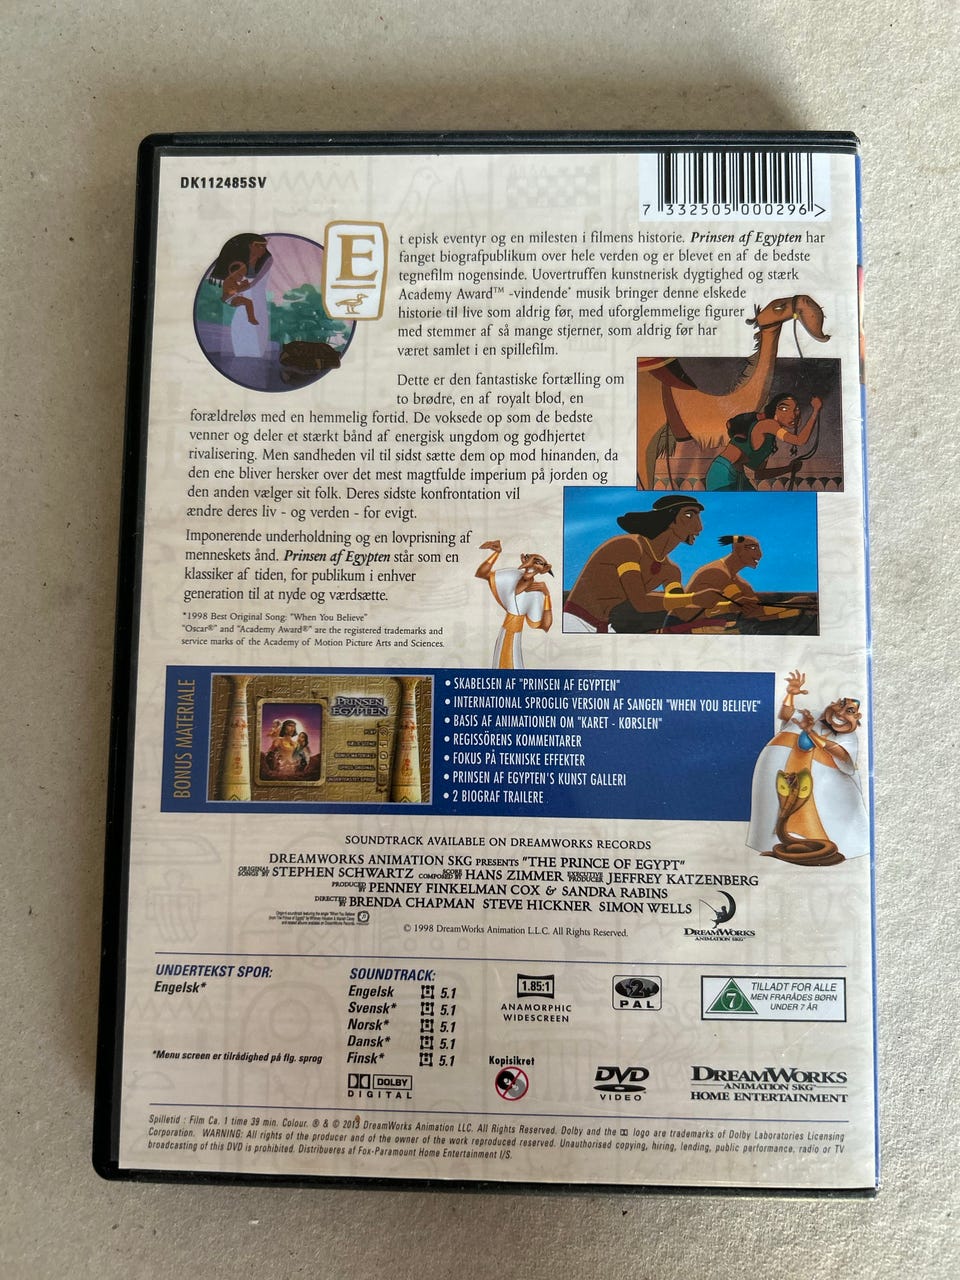 DK112485SV
7 332505 000296 >
Et episk eventyr og en milesten i filmens historie. Prinsen af Egypten har
fanget biografpublikum over hele verden og er blevet en af de bedste
tegnefilm nogensinde. Uovertruffen kunstnerisk dygtighed og stærk
Academy Award™ -vindende* musik bringer denne elskede
historie til live som aldrig før, med uforglemmelige figurer
med stemmer af så mange stjerner, som aldrig før har
været samlet i en spillefilm.
Dette er den fantastiske fortælling om
to brødre, en af royalt blod, en
forældreløs med en hemmelig fortid. De voksede op som de bedste
venner og deler et stærkt bånd af energisk ungdom og godhjertet
rivalisering. Men sandheden vil til sidst sætte dem op mod hinanden, da
den ene bliver hersker over det mest magtfulde imperium på jorden og
den anden vælger sit folk. Deres sidste konfrontation vil
ændre deres liv - og verden - for evigt.
Imponerende underholdning og en lovprisning af
menneskets ånd. Prinsen af Egypten står som en
klassiker af tiden, for publikum i enhver
generation til at nyde og værdsætte.
*1998 Best Original Song: "When You Believe"
"Oscar®" and "Academy Award®" are the registered trademarks and
service marks of the Academy of Motion Picture Arts and Sciences.
BONUS MATERIALE
PRINSEN
EGYPTEN
• SKABELSEN AF "PRINSEN AF EGYPTEN"
• INTERNATIONAL SPROGLIG VERSION AF SANGEN "WHEN YOU BELIEVE"
• BASIS AF ANIMATIONEN OM "KARET - KØRSLEN"
• REGISSÖRENS KOMMENTARER
• FOKUS PÅ TEKNISKE EFFEKTER
• PRINSEN AF EGYPTEN'S KUNST GALLERI
• 2 BIOGRAF TRAILERE
SOUNDTRACK AVAILABLE ON DREAMWORKS RECORDS
DREAMWORKS ANIMATION SKG PRESENTS "THE PRINCE OF EGYPT"
ORIGINAL SONGS BY STEPHEN SCHWARTZ SCORE COMPOSED BY HANS ZIMMER EXECUTIVE PRODUCER JEFFREY KATZENBERG
PRODUCED BY PENNEY FINKELMAN COX & SANDRA RABINS
DIRECTED BY BRENDA CHAPMAN STEVE HICKNER SIMON WELLS
© 1998 DreamWorks Animation L.L.C. All Rights Reserved.
DREAMWORKS
ANIMATION SKG
UNDERTEKST SPOR:
Engelsk*
*Menu screen er tilrådighed på flg. sprog
SOUNDTRACK:
Engelsk 5.1
Svensk* 5.1
Norsk* 5.1
Dansk* 5.1
Finsk* 5.1
DOLBY
DIGITAL
1.85:1
ANAMORPHIC
WIDESCREEN
2
PAL
7
TILLADT FOR ALLE
MEN FRARÅDES BØRN
UNDER 7 ÅR
Kopisikret
DVD
VIDEO
DREAMWORKS
ANIMATION SKG
HOME ENTERTAINMENT
Spilletid : Film Ca. 1 time 39 min. Colour. ® & © 2013 DreamWorks Animation LLC. All Rights Reserved. Dolby and the logo are trademarks of Dolby Laboratories Licensing
Corporation. WARNING: All rights of the producer and of the owner of the work reproduced reserved. Unauthorised copying, hiring, lending, public performance, radio or TV
broadcasting of this DVD is prohibited. Distribueres af Fox-Paramount Home Entertainment I/S.